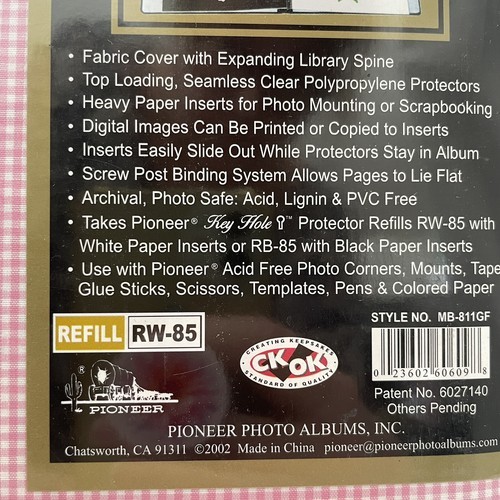 • Fabric Cover with Expanding Library Spine
• Top Loading, Seamless Clear Polypropylene Protectors
• Heavy Paper Inserts for Photo Mounting or Scrapbooking
• Digital Images Can Be Printed or Copied to Inserts
• Inserts Easily Slide Out While Protectors Stay in Album
• Screw Post Binding System Allows Pages to Lie Flat
• Archival, Photo Safe: Acid, Lignin & PVC Free
• Takes Pioneer® Key Hole ™ Protector Refills RW-85 with
White Paper Inserts or RB-85 with Black Paper Inserts
• Use with Pioneer® Acid Free Photo Corners, Mounts, Tape
Glue Sticks, Scissors, Templates, Pens & Colored Paper
STYLE NO. MB-811GF
REFILL RW-85
CREATING KEEPSAKES
CK OK
STANDARD OF QUALITY
0 23602 60609 8
PIONEER
Patent No. 6027140
Others Pending
PIONEER PHOTO ALBUMS, INC.
Chatsworth, CA 91311 ©2002 Made in China pioneer@pioneerphotoalbums.com